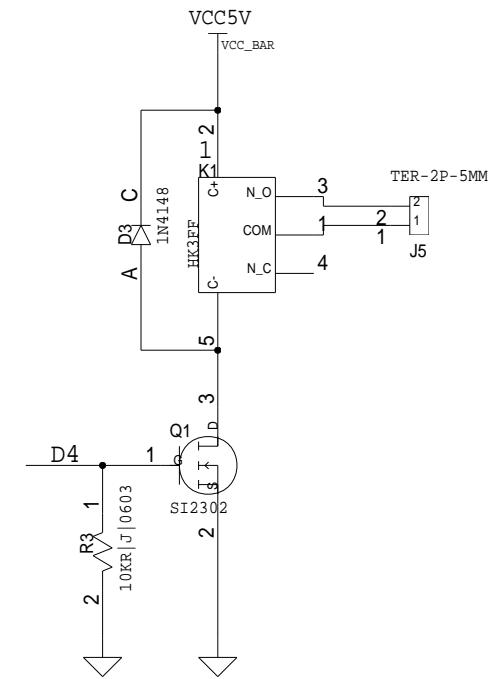 VCC5V
VCC_BAR
2
1
K1
C+
HK3FF
N_O
COM
N_C
C-
3
1
4
TER-2P-5MM
2
1
2
1
J5
C
D3
1N4148
A
5
3
Q1
D
D4
1
G
S
SI2302
2
1
R3
10KR|J|0603
2